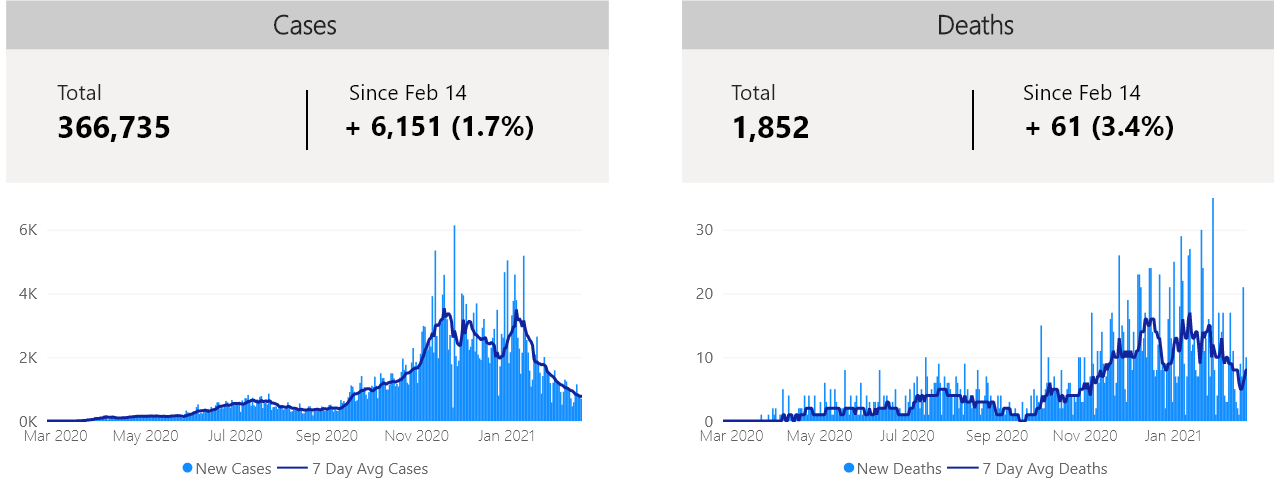 Cases
Total
366,735
Since Feb 14
+ 6,151 (1.7%)
6K
4K
2K
0K
Mar 2020 May 2020 Jul 2020 Sep 2020 Nov 2020 Jan 2021
New Cases 7 Day Avg Cases
Deaths
Total
1,852
Since Feb 14
+ 61 (3.4%)
30
20
10
0
Mar 2020 May 2020 Jul 2020 Sep 2020 Nov 2020 Jan 2021
New Deaths 7 Day Avg Deaths